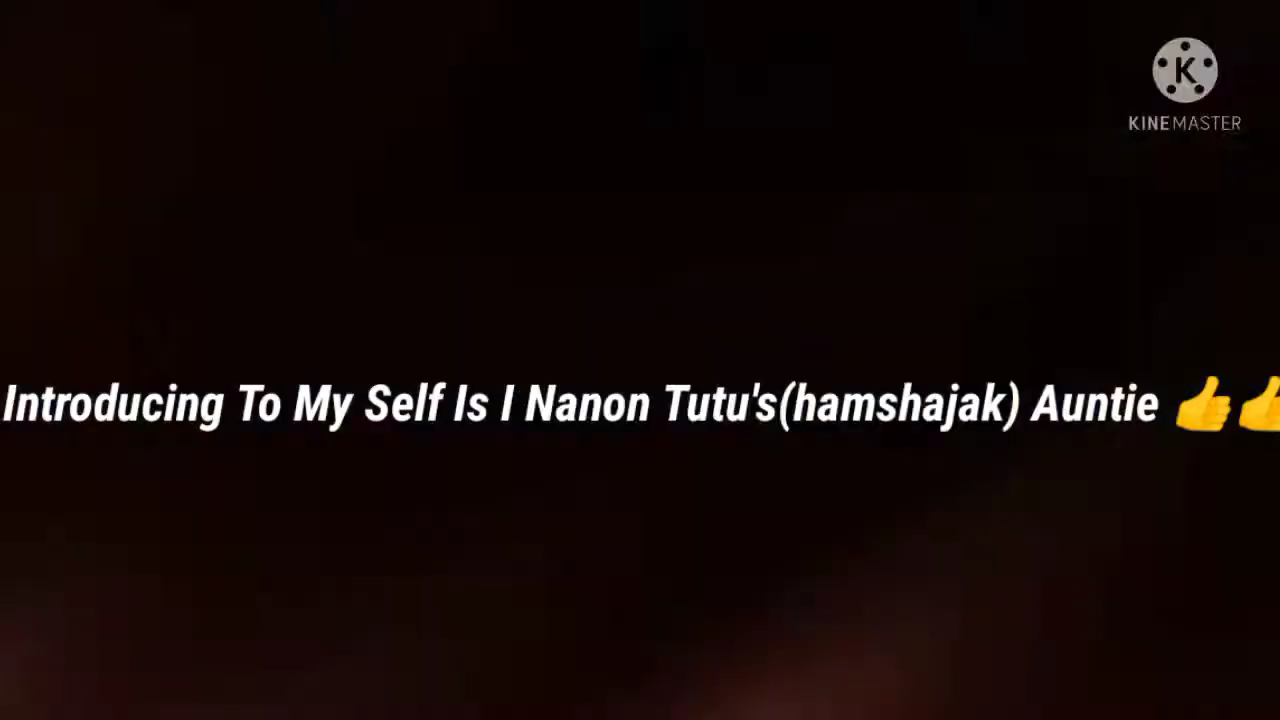 KINEMASTER
Introducing To My Self Is I Nanon Tutu's(hamshajak) Auntie 👍👍